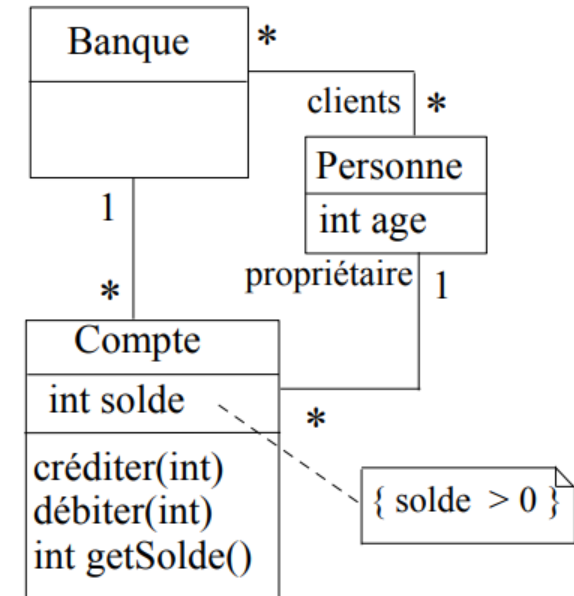 Banque
*
clients *
Personne
int age
1
propriétaire 1
*
Compte
int solde
*
créditer(int)
débiter(int)
int getSolde()
{ solde > 0 }